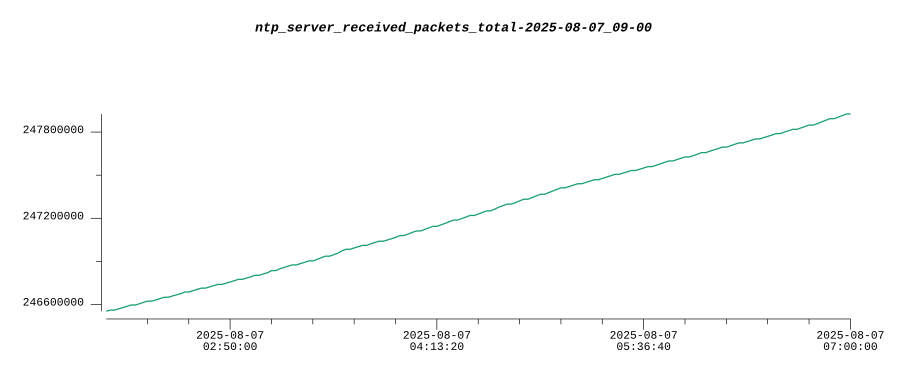 ntp_server_received_packets_total-2025-08-07_09-00
247800000
247200000
246600000
2025-08-07 2025-08-07 2025-08-07 2025-08-07
02:50:00 04:13:20 05:36:40 07:00:00